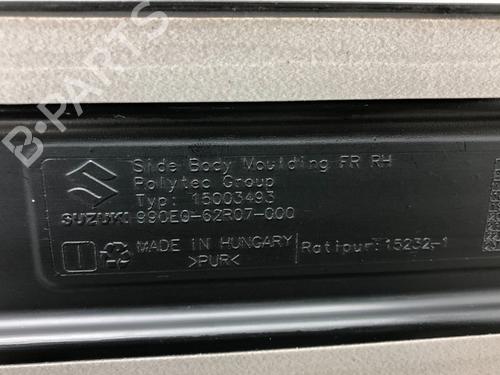 B-PARTS
Side Body Moulding FR RH
Polytec Group
Typ: 15003493
SUZUKI 990E0-62R07-000
MADE IN HUNGARY
>PUR<
Ratipur:15232-1